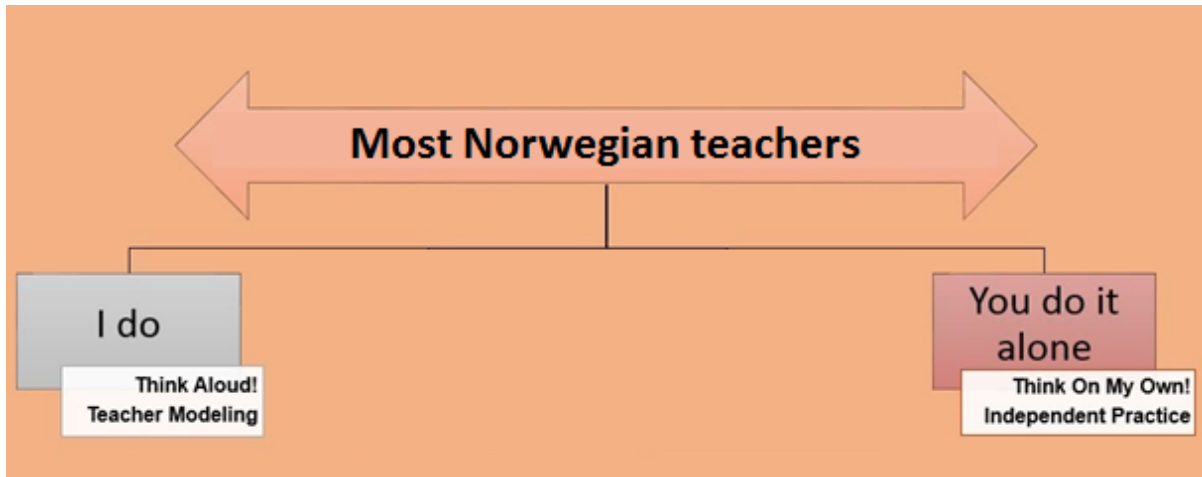 Most Norwegian teachers
I do
Think Aloud!
Teacher Modeling
You do it
alone
Think On My Own!
Independent Practice